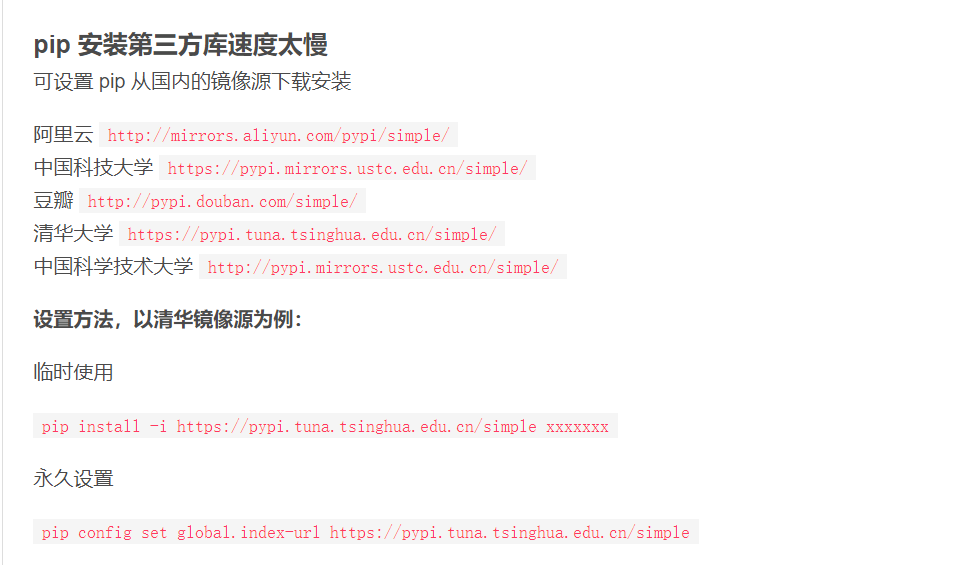 pip 安装第三方库速度太慢
可设置 pip 从国内的镜像源下载安装
阿里云 http://mirrors.aliyun.com/pypi/simple/
中国科技大学 https://pypi.mirrors.ustc.edu.cn/simple/
豆瓣 http://pypi.douban.com/simple/
清华大学 https://pypi.tuna.tsinghua.edu.cn/simple/
中国科学技术大学 http://pypi.mirrors.ustc.edu.cn/simple/
设置方法，以清华镜像源为例：
临时使用
pip install -i https://pypi.tuna.tsinghua.edu.cn/simple xxxxxxx
永久设置
pip config set global.index-url https://pypi.tuna.tsinghua.edu.cn/simple